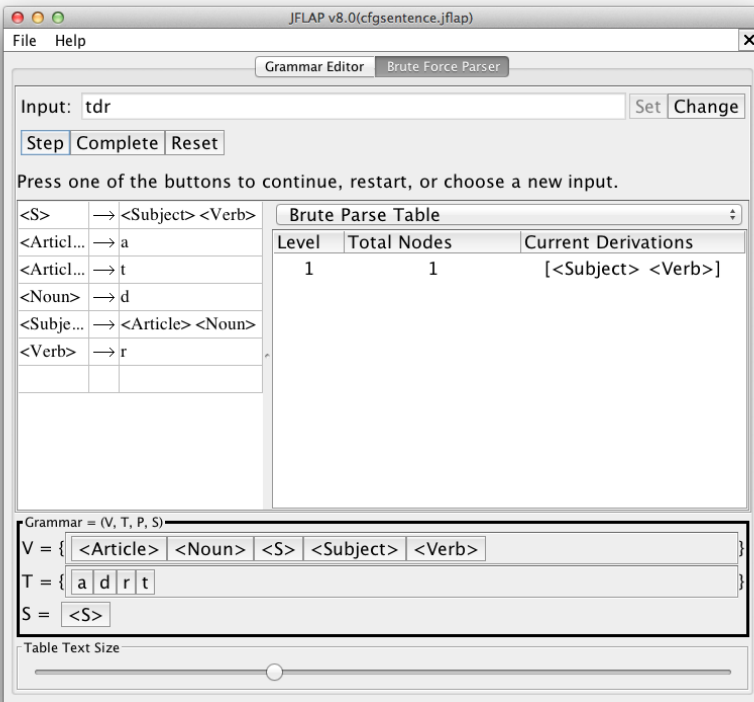 JFLAP v8.0(cfgsentence.jflap)
File Help
Grammar Editor Brute Force Parser
Input: tdr Set Change
Step Complete Reset
Press one of the buttons to continue, restart, or choose a new input.
<S> → <Subject> <Verb>
<Articl... → a
<Articl... → t
<Noun> → d
<Subje... → <Article> <Noun>
<Verb> → r
Brute Parse Table
Level Total Nodes Current Derivations
1 1 [<Subject> <Verb>]
Grammar = (V, T, P, S)
V = { <Article> <Noun> <S> <Subject> <Verb> }
T = { a d r t }
S = <S>
Table Text Size